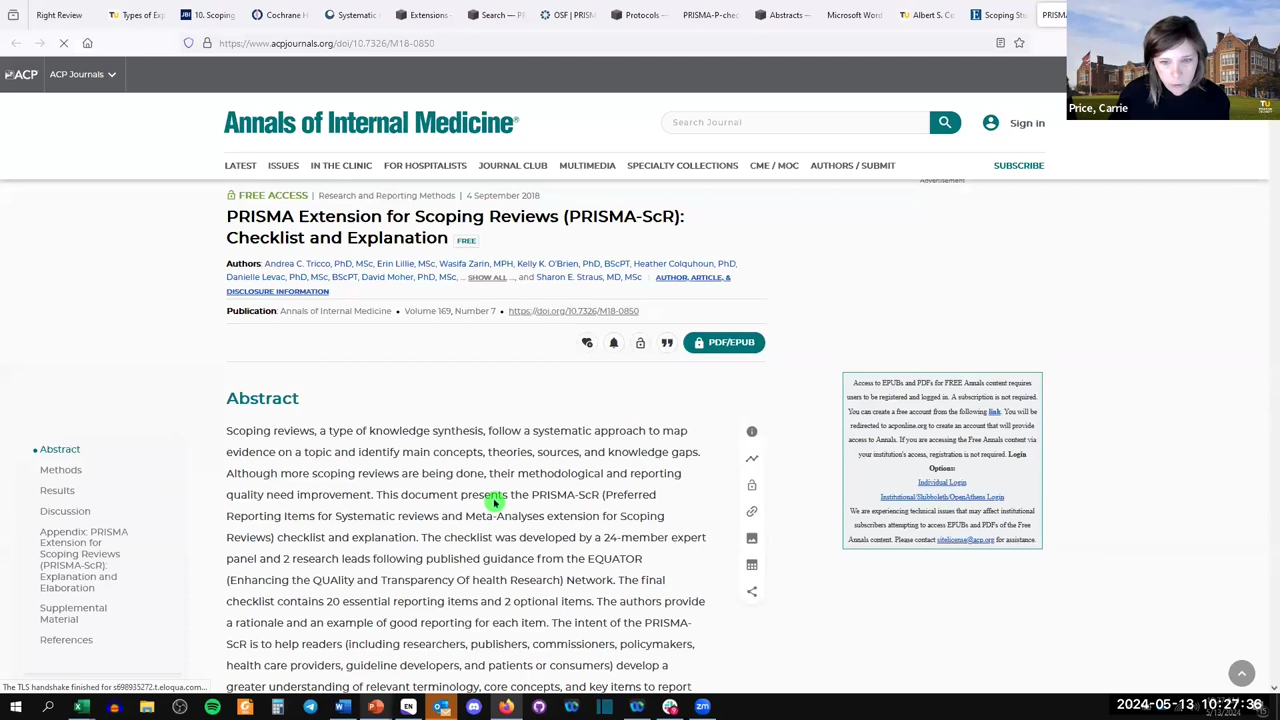 Right Review
Types of Exp
JBI 10. Scoping
Cochrane H
Systematic r
Extensions -
Search — PR
OSF | PRISM
Protocols —
PRISMA-P-chec
Abstracts —
Microsoft Word
Albert S. Co
Scoping St
PRISMA
https://www.acpjournals.org/doi/10.7326/M18-0850
Price, Carrie
TU
ACP
ACP Journals
Annals of Internal Medicine®
Search Journal
Sign in
LATEST ISSUES IN THE CLINIC FOR HOSPITALISTS JOURNAL CLUB MULTIMEDIA SPECIALTY COLLECTIONS CME / MOC AUTHORS / SUBMIT SUBSCRIBE
Advertisement
FREE ACCESS | Research and Reporting Methods | 4 September 2018
PRISMA Extension for Scoping Reviews (PRISMA-ScR):
Checklist and Explanation FREE
Authors: Andrea C. Tricco, PhD, MSc, Erin Lillie, MSc, Wasifa Zarin, MPH, Kelly K. O'Brien, PhD, BScPT, Heather Colquhoun, PhD,
Danielle Levac, PhD, MSc, BScPT, David Moher, PhD, MSc, ... SHOW ALL ..., and Sharon E. Straus, MD, MSc | AUTHOR, ARTICLE, &
DISCLOSURE INFORMATION
Publication: Annals of Internal Medicine • Volume 169, Number 7 • https://doi.org/10.7326/M18-0850
PDF/EPUB
Abstract
Scoping reviews, a type of knowledge synthesis, follow a systematic approach to map
evidence on a topic and identify main concepts, theories, sources, and knowledge gaps.
Although more scoping reviews are being done, their methodological and reporting
quality need improvement. This document presents the PRISMA-ScR (Preferred
Reporting Items for Systematic reviews and Meta-Analyses extension for Scoping
Reviews) checklist and explanation. The checklist was developed by a 24-member expert
panel and 2 research leads following published guidance from the EQUATOR
(Enhancing the QUAlity and Transparency Of health Research) Network. The final
checklist contains 20 essential reporting items and 2 optional items. The authors provide
a rationale and an example of good reporting for each item. The intent of the PRISMA-
ScR is to help readers (including researchers, publishers, commissioners, policymakers,
health care providers, guideline developers, and patients or consumers) develop a
greater understanding of relevant terminology, core concepts, and key items to report
Abstract
Methods
Results
Discussion
Appendix: PRISMA
Extension for
Scoping Reviews
(PRISMA-ScR):
Explanation and
Elaboration
Supplemental
Material
References
Access to EPUBs and PDFs for FREE Annals content requires
users to be registered and logged in. A subscription is not required.
You can create a free account from the following link. You will be
redirected to acponline.org to create an account that will provide
access to Annals. If you are accessing the Free Annals content via
your institution's access, registration is not required. Login
Options:
Individual Login
Institutional/Shibboleth/OpenAthens Login
We are experiencing technical issues that may affect institutional
subscribers attempting to access EPUBs and PDFs of the Free
Annals content. Please contact sitelicense@acp.org for assistance.
The TLS handshake finished for s698935272.t.eloqua.com...
EN
2024-05-13 10:27:36